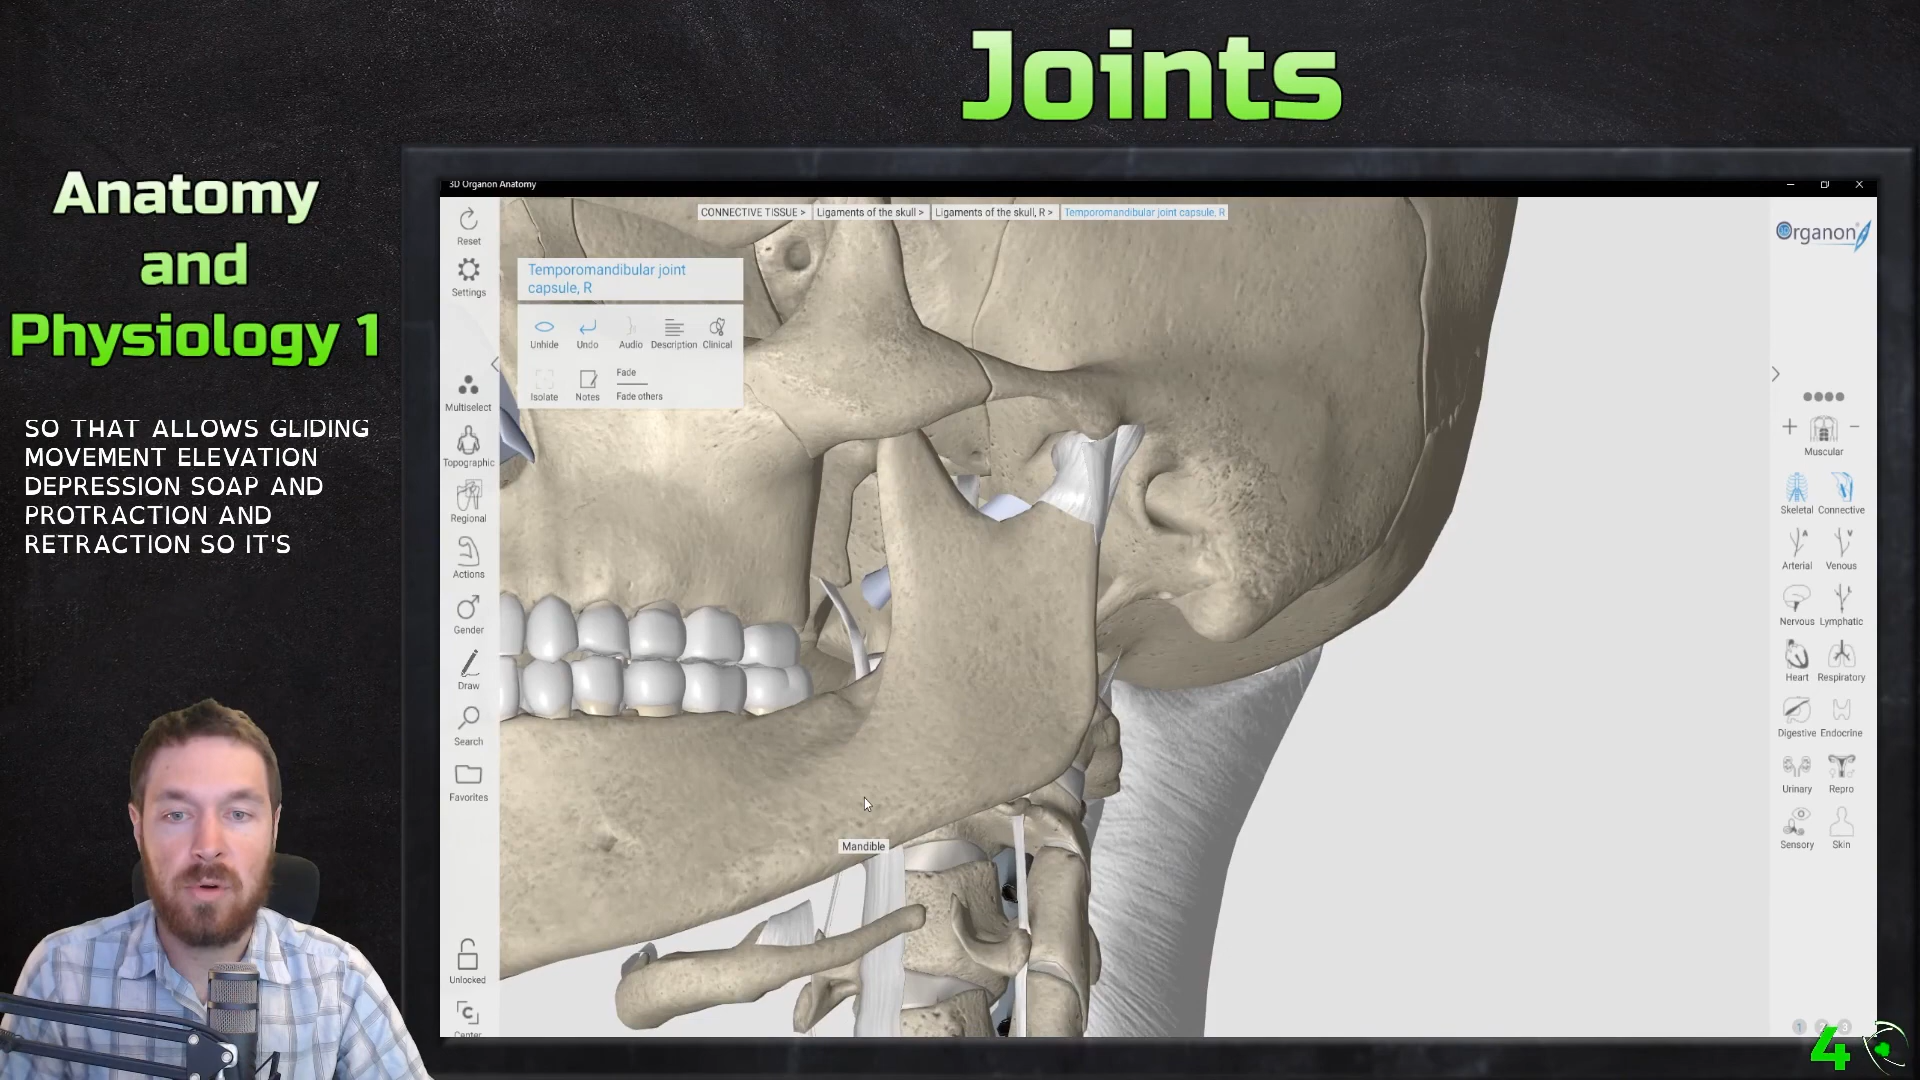 Joints
Anatomy
and
Physiology 1
SO THAT ALLOWS GLIDING
MOVEMENT ELEVATION
DEPRESSION SOAP AND
PROTRACTION AND
RETRACTION SO IT'S
3D Organon Anatomy
CONNECTIVE TISSUE > Ligaments of the skull > Ligaments of the skull, R > Temporomandibular joint capsule, R
Temporomandibular joint
capsule, R
Unhide Undo Audio Description Clinical
Isolate Notes Fade
Fade others
Reset
Settings
Multiselect
Topographic
Regional
Actions
Gender
Draw
Search
Favorites
Unlocked
Center
Mandible
Organon
Muscular
Skeletal Connective
Arterial Venous
Nervous Lymphatic
Heart Respiratory
Digestive Endocrine
Urinary Repro
Sensory Skin
1 2 3
4